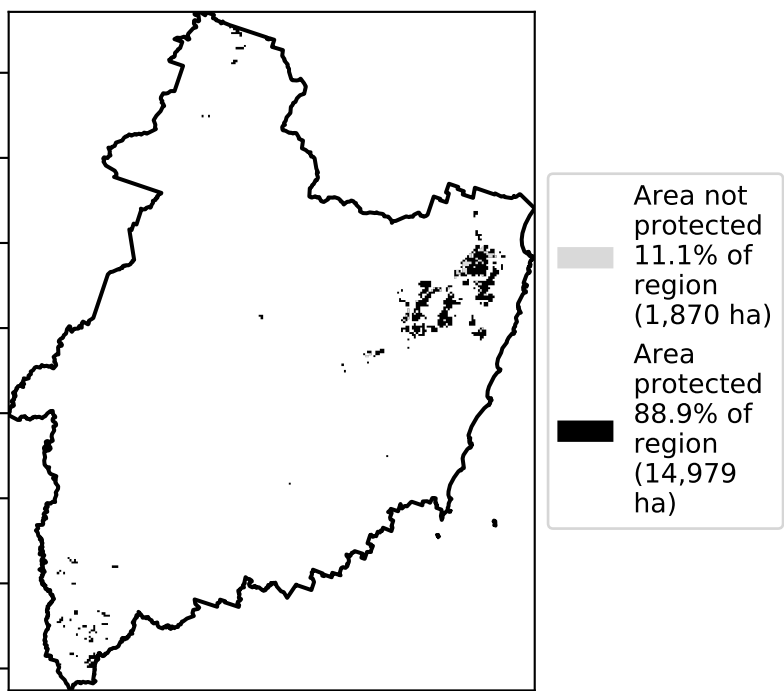 Area not
protected
11.1% of
region
(1,870 ha)
Area
protected
88.9% of
region
(14,979
ha)